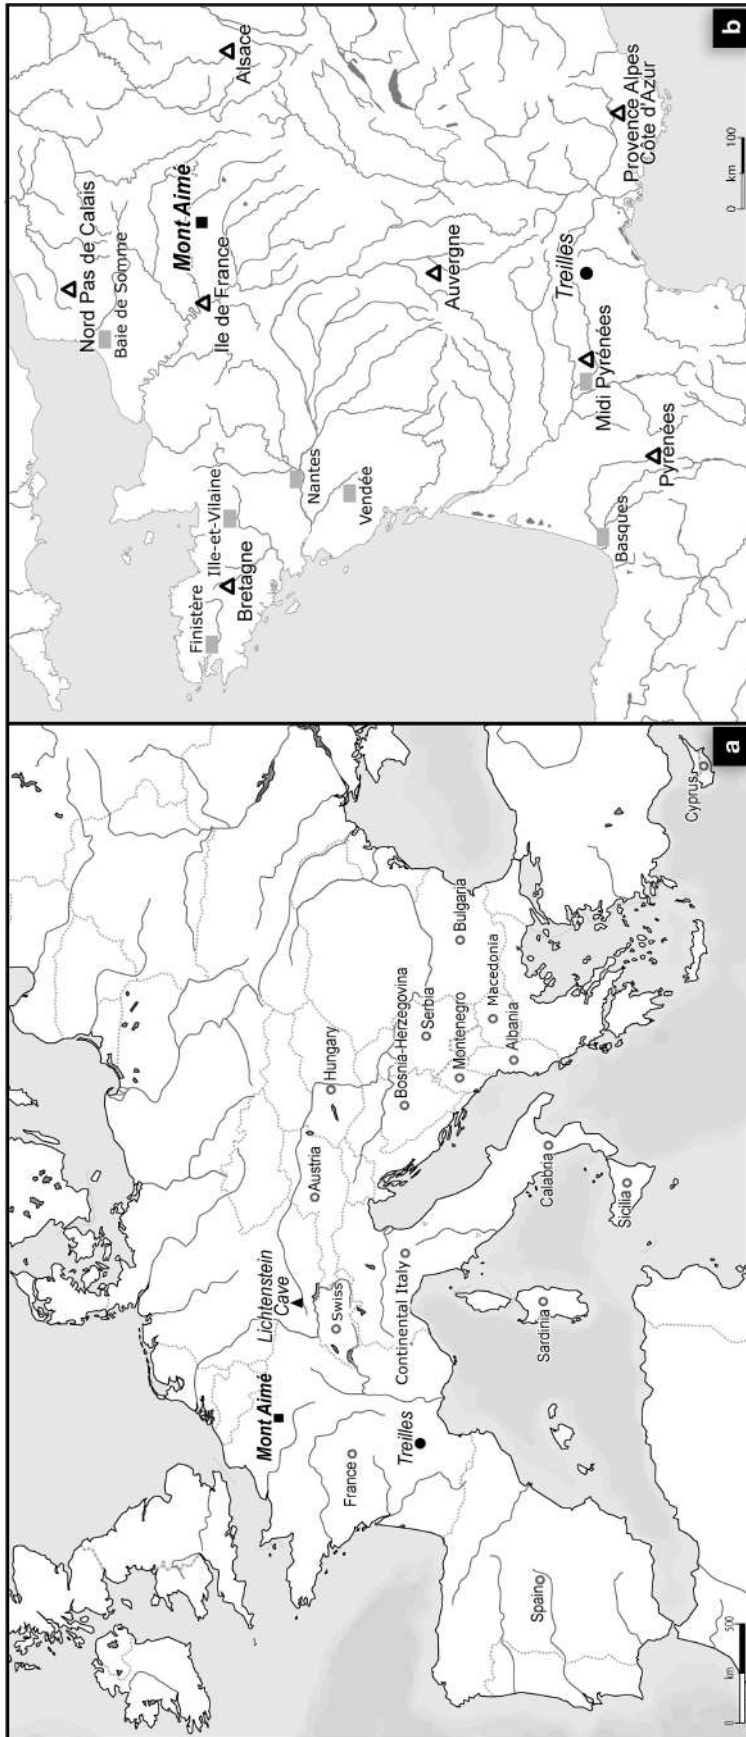 Lichtenstein
Cave
Mont Aimé
Swiss
Austria
Hungary
France
Treilles
Continental Italy
Bosnia-Herzegovina
Serbia
Bulgaria
Montenegro
Macedonia
Albania
Spain
Sardinia
Calabria
Sicilia
Cyprus
0
km
500
a
Nord Pas de Calais
Baie de Somme
Mont Aimé
Ile de France
Alsace
Finistère
Ille-et-Vilaine
Bretagne
Nantes
Vendée
Auvergne
Treilles
Midi Pyrénées
Basques
Pyrénées
Provence Alpes
Côte d'Azur
0
km
100
b